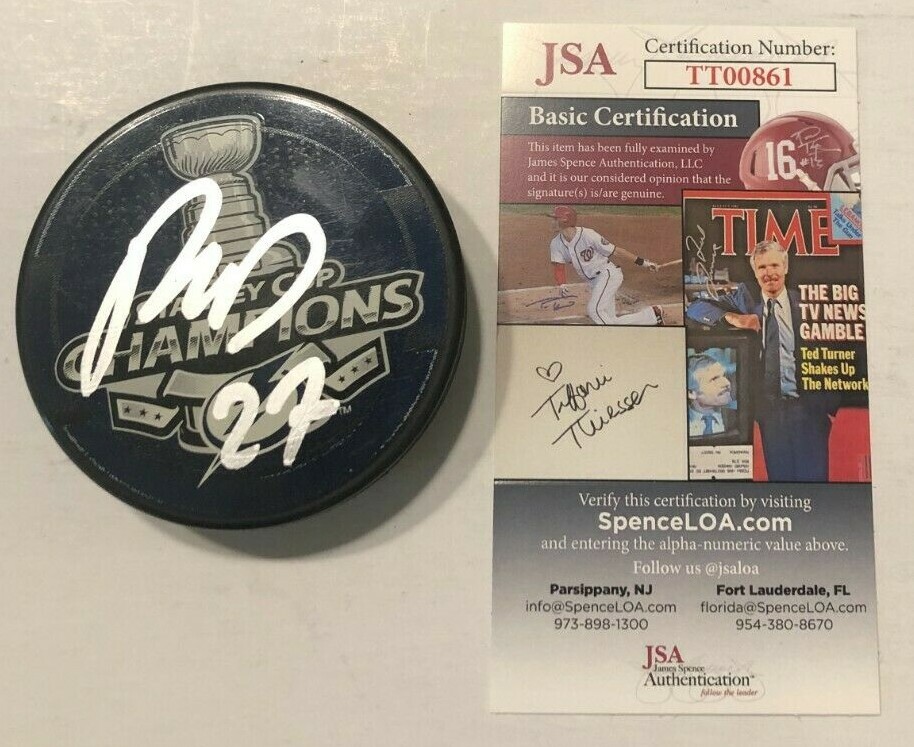 STANLEY CUP
CHAMPIONS
TM
27
JSA
Certification Number:
TT00861
Basic Certification
This item has been fully examined by
James Spence Authentication, LLC
and it is our considered opinion that the
signature(s) is/are genuine.
16
TIME
THE BIG
TV NEWS
GAMBLE
Ted Turner
Shakes Up
The Network
Tiffani
Thiessen
Verify this certification by visiting
SpenceLOA.com
and entering the alpha-numeric value above.
Follow us @jsaloa
Parsippany, NJ
info@SpenceLOA.com
973-898-1300
Fort Lauderdale, FL
florida@SpenceLOA.com
954-380-8670
JSA
James Spence
Authentication
follow the leader